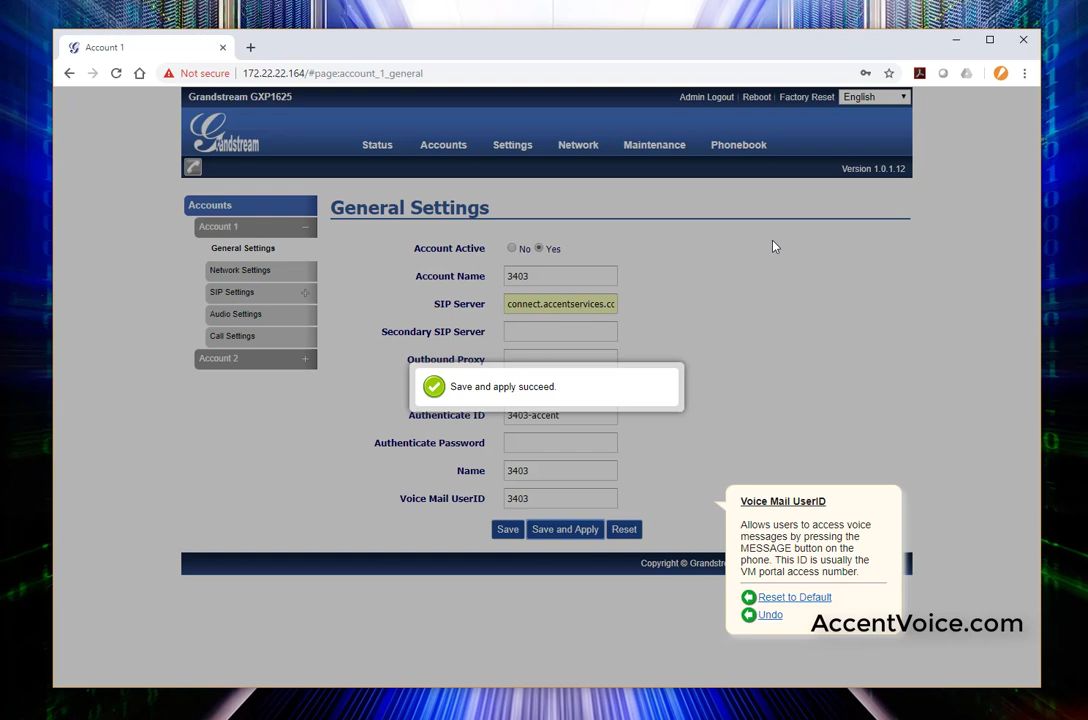 Account 1
Not secure 172.22.22.164/#page:account_1_general
Grandstream GXP1625 Admin Logout | Reboot | Factory Reset English
Grandstream
Status Accounts Settings Network Maintenance Phonebook
Version 1.0.1.12
Accounts
Account 1
General Settings
Network Settings
SIP Settings
Audio Settings
Call Settings
Account 2
General Settings
Account Active No Yes
Account Name 3403
SIP Server connect.accentservices.cc
Secondary SIP Server
Outbound Proxy
Save and apply succeed.
Authenticate ID 3403-accent
Authenticate Password
Name 3403
Voice Mail UserID 3403
Save Save and Apply Reset
Copyright © Grandstre
Voice Mail UserID
Allows users to access voice
messages by pressing the
MESSAGE button on the
phone. This ID is usually the
VM portal access number.
Reset to Default
Undo
AccentVoice.com